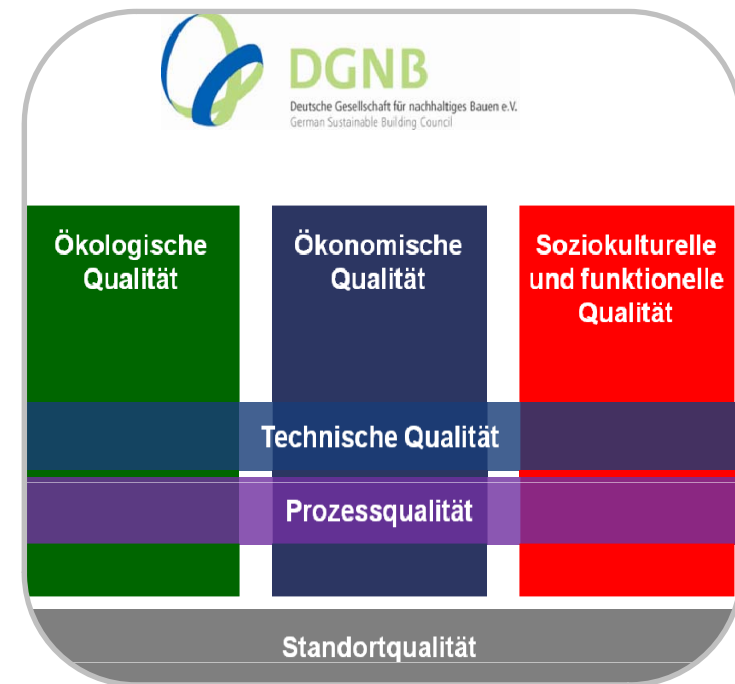 DGNB
Deutsche Gesellschaft für nachhaltiges Bauen e.V.
German Sustainable Building Council
Ökologische
Qualität
Ökonomische
Qualität
Soziokulturelle
und funktionelle
Qualität
Technische Qualität
Prozessqualität
Standortqualität